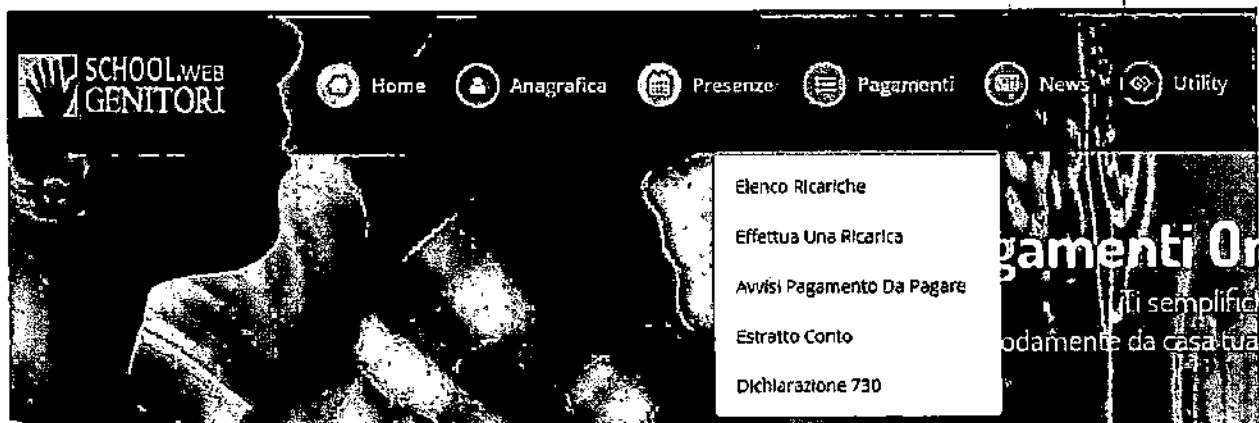 SCHOOL.WEB
GENITORI
Home
Anagrafica
Presenze
Pagamenti
News
Utility
Elenco Ricariche
Effettua Una Ricarica
Avvisi Pagamento Da Pagare
Estratto Conto
Dichiarazione 730
gamenti On
Ti semplific
odamente da casa tua